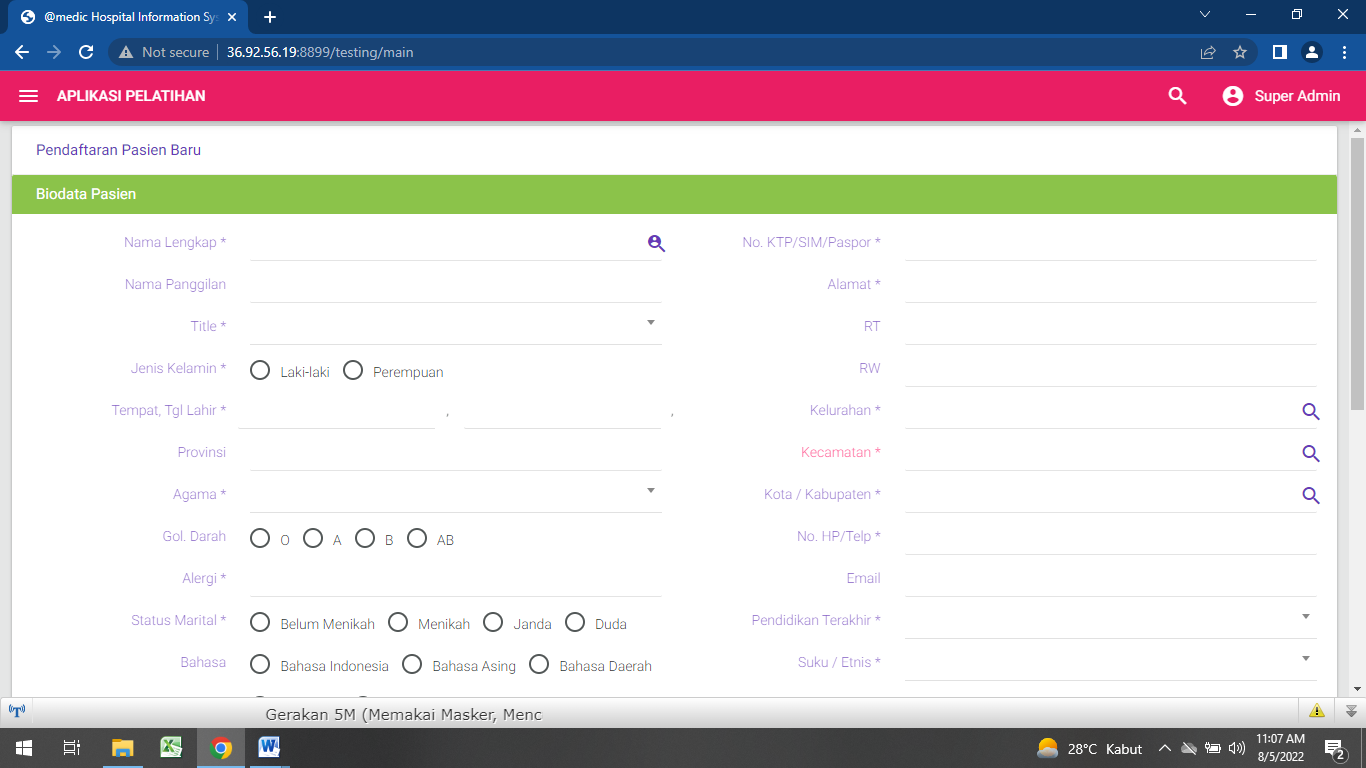 @medic Hospital Information Sys
Not secure
36.92.56.19:8899/testing/main
APLIKASI PELATIHAN
Super Admin
Pendaftaran Pasien Baru
Biodata Pasien
Nama Lengkap *
No. KTP/SIM/Paspor *
Nama Panggilan
Alamat *
Title *
RT
Jenis Kelamin * Laki-laki Perempuan
RW
Tempat, Tgl Lahir * , ,
Kelurahan *
Provinsi
Kecamatan *
Agama *
Kota / Kabupaten *
Gol. Darah O A B AB
No. HP/Telp *
Alergi *
Email
Status Marital * Belum Menikah Menikah Janda Duda
Pendidikan Terakhir *
Bahasa Bahasa Indonesia Bahasa Asing Bahasa Daerah
Suku / Etnis *
Gerakan 5M (Memakai Masker, Menc
28°C Kabut
11:07 AM
8/5/2022
2